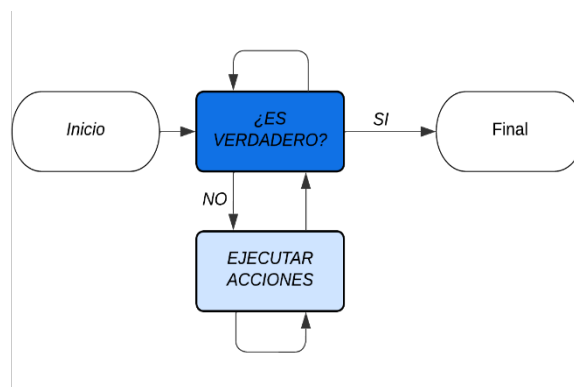 Inicio
¿ES
VERDADERO?
SI
Final
NO
EJECUTAR
ACCIONES